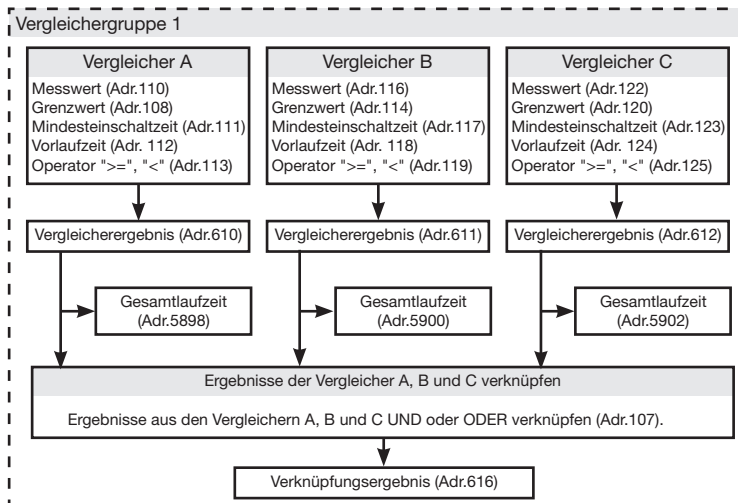 Vergleichergruppe 1
Vergleicher A
Messwert (Adr.110)
Grenzwert (Adr.108)
Mindesteinschaltzeit (Adr.111)
Vorlaufzeit (Adr. 112)
Operator ">=", "<" (Adr.113)
Vergleicher B
Messwert (Adr.116)
Grenzwert (Adr.114)
Mindesteinschaltzeit (Adr.117)
Vorlaufzeit (Adr. 118)
Operator ">=", "<" (Adr.119)
Vergleicher C
Messwert (Adr.122)
Grenzwert (Adr.120)
Mindesteinschaltzeit (Adr.123)
Vorlaufzeit (Adr. 124)
Operator ">=", "<" (Adr.125)
Vergleicherergebnis (Adr.610)
Vergleicherergebnis (Adr.611)
Vergleicherergebnis (Adr.612)
Gesamtlaufzeit
(Adr.5898)
Gesamtlaufzeit
(Adr.5900)
Gesamtlaufzeit
(Adr.5902)
Ergebnisse der Vergleicher A, B und C verknüpfen
Ergebnisse aus den Vergleichern A, B und C UND oder ODER verknüpfen (Adr.107).
Verknüpfungsergebnis (Adr.616)